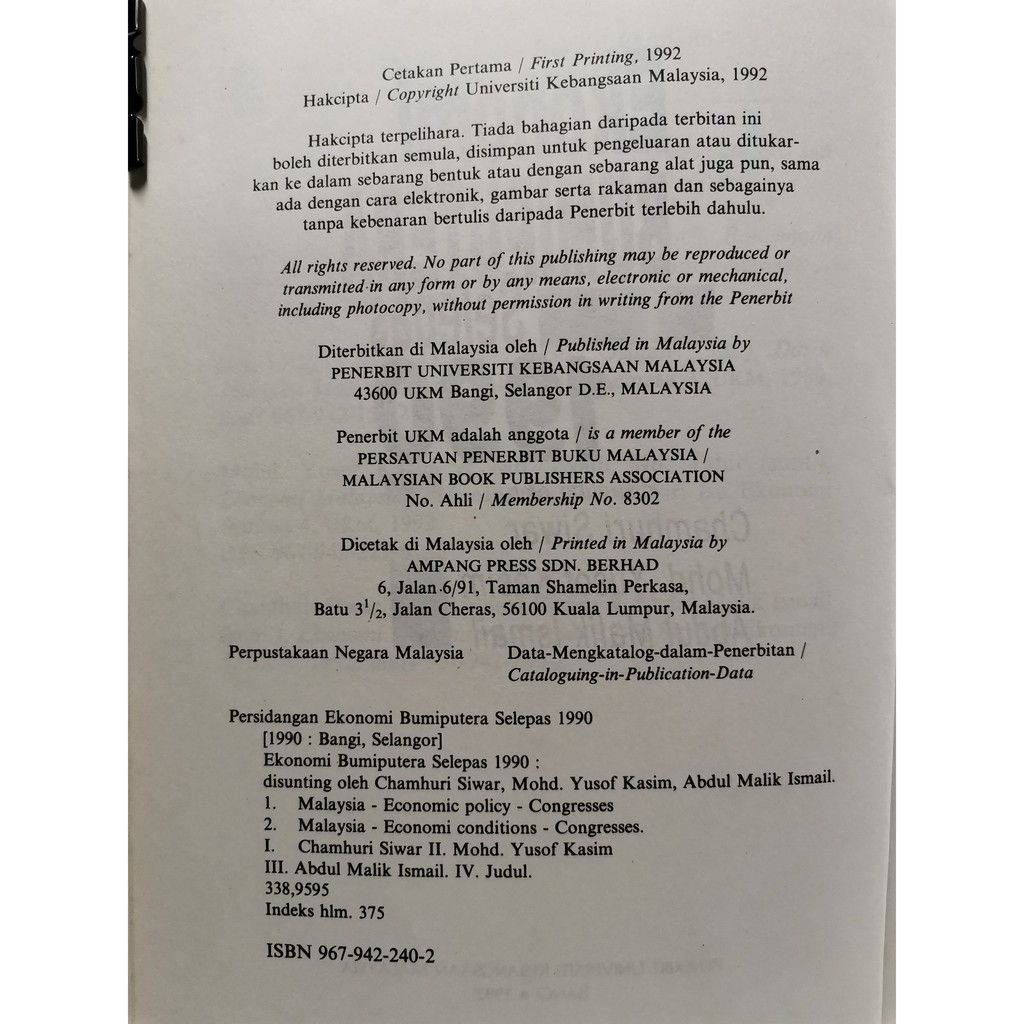 Cetakan Pertama / First Printing, 1992
Hakcipta / Copyright Universiti Kebangsaan Malaysia, 1992
Hakcipta terpelihara. Tiada bahagian daripada terbitan ini
boleh diterbitkan semula, disimpan untuk pengeluaran atau ditukar-
kan ke dalam sebarang bentuk atau dengan sebarang alat juga pun, sama
ada dengan cara elektronik, gambar serta rakaman dan sebagainya
tanpa kebenaran bertulis daripada Penerbit terlebih dahulu.
All rights reserved. No part of this publishing may be reproduced or
transmitted in any form or by any means, electronic or mechanical,
including photocopy, without permission in writing from the Penerbit
Diterbitkan di Malaysia oleh / Published in Malaysia by
PENERBIT UNIVERSITI KEBANGSAAN MALAYSIA
43600 UKM Bangi, Selangor D.E., MALAYSIA
Penerbit UKM adalah anggota / is a member of the
PERSATUAN PENERBIT BUKU MALAYSIA /
MALAYSIAN BOOK PUBLISHERS ASSOCIATION
No. Ahli / Membership No. 8302
Dicetak di Malaysia oleh / Printed in Malaysia by
AMPANG PRESS SDN. BERHAD
6, Jalan 6/91, Taman Shamelin Perkasa,
Batu 3 1/2, Jalan Cheras, 56100 Kuala Lumpur, Malaysia.
Perpustakaan Negara Malaysia Data-Mengkatalog-dalam-Penerbitan /
Cataloguing-in-Publication-Data
Persidangan Ekonomi Bumiputera Selepas 1990
[1990 : Bangi, Selangor]
Ekonomi Bumiputera Selepas 1990 :
disunting oleh Chamhuri Siwar, Mohd. Yusof Kasim, Abdul Malik Ismail.
1. Malaysia - Economic policy - Congresses
2. Malaysia - Economi conditions - Congresses.
I. Chamhuri Siwar II. Mohd. Yusof Kasim
III. Abdul Malik Ismail. IV. Judul.
338,9595
Indeks hlm. 375
ISBN 967-942-240-2